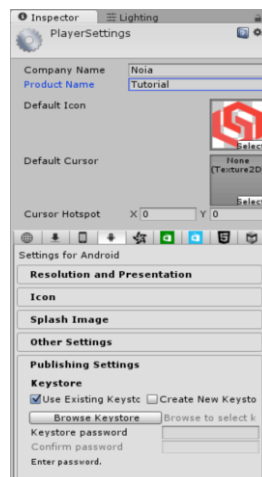 Inspector Lighting
PlayerSettings
Company Name Noia
Product Name Tutorial
Default Icon
Select
Default Cursor
None
(Texture2D
Select
Cursor Hotspot X 0 Y 0
Settings for Android
Resolution and Presentation
Icon
Splash Image
Other Settings
Publishing Settings
Keystore
Use Existing Keystc Create New Keysto
Browse Keystore Browse to select k
Keystore password
Confirm password
Enter password.